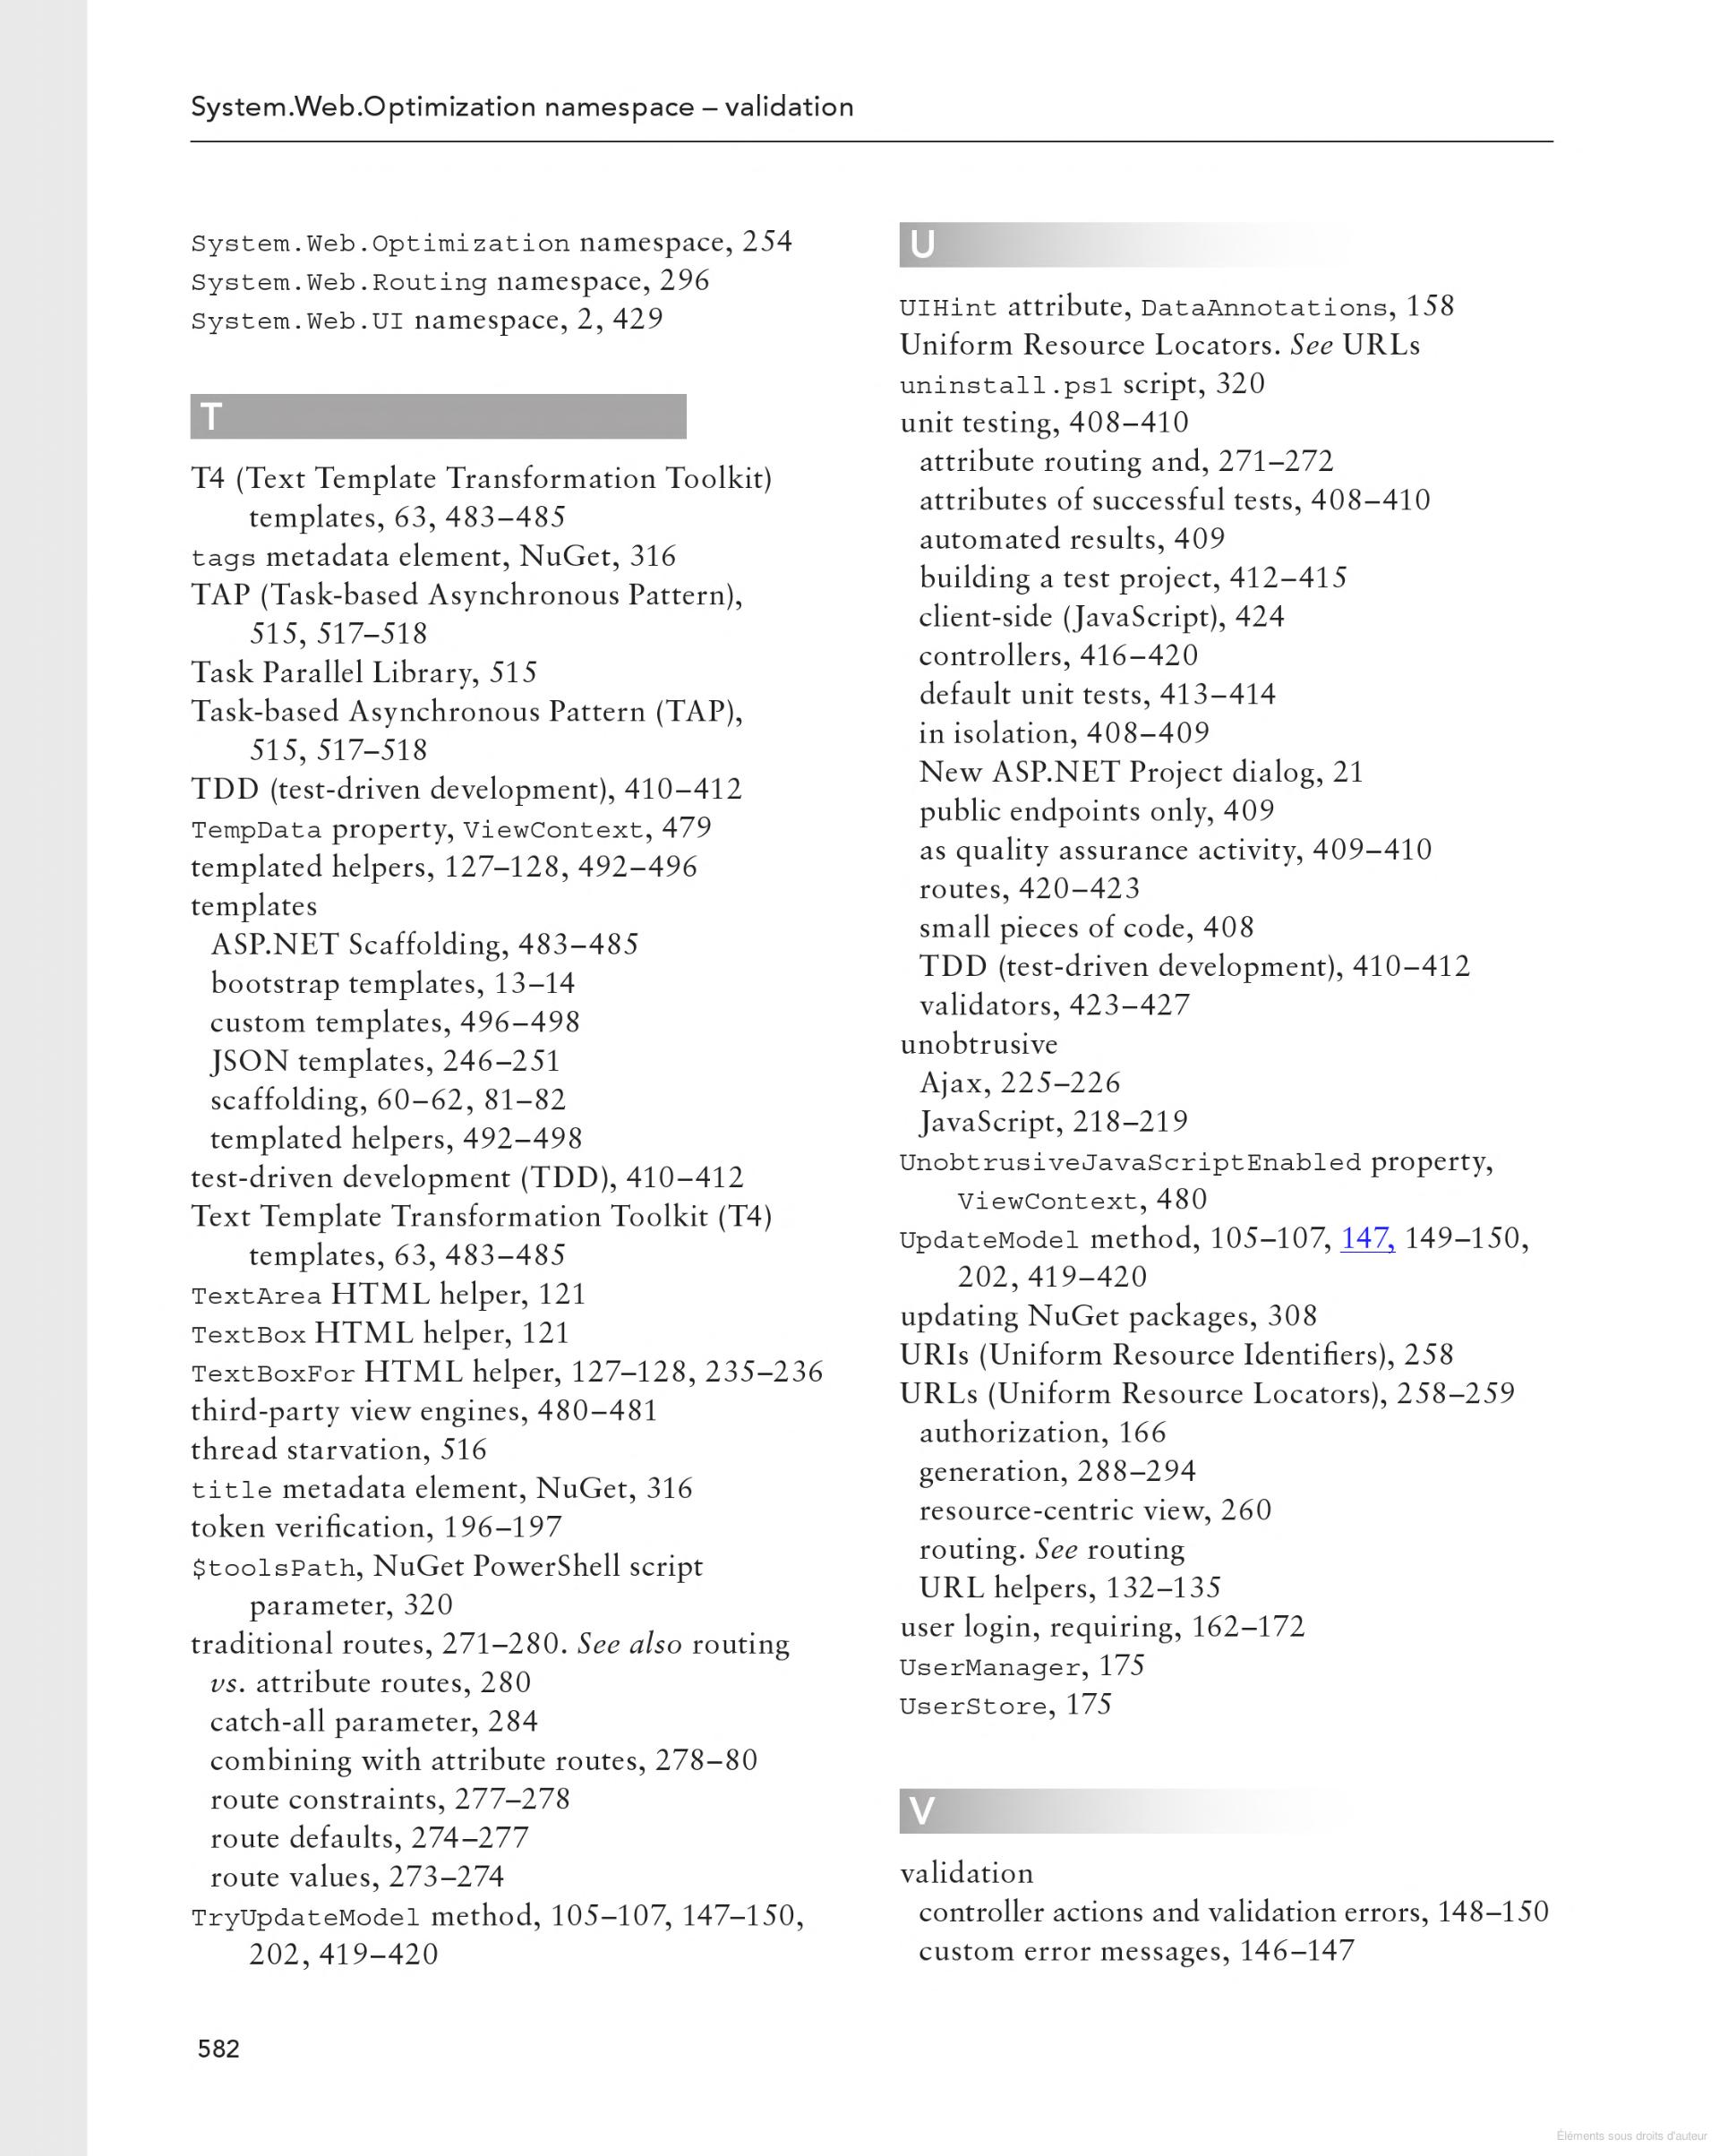 System.Web.Optimization namespace – validation
System.Web.Optimization namespace, 254
System.Web.Routing namespace, 296
System.Web.UI namespace, 2, 429
T
T4 (Text Template Transformation Toolkit)
templates, 63, 483–485
tags metadata element, NuGet, 316
TAP (Task-based Asynchronous Pattern),
515, 517–518
Task Parallel Library, 515
Task-based Asynchronous Pattern (TAP),
515, 517–518
TDD (test-driven development), 410–412
TempData property, ViewContext, 479
templated helpers, 127–128, 492–496
templates
ASP.NET Scaffolding, 483–485
bootstrap templates, 13–14
custom templates, 496–498
JSON templates, 246–251
scaffolding, 60–62, 81–82
templated helpers, 492–498
test-driven development (TDD), 410–412
Text Template Transformation Toolkit (T4)
templates, 63, 483–485
TextArea HTML helper, 121
TextBox HTML helper, 121
TextBoxFor HTML helper, 127–128, 235–236
third-party view engines, 480–481
thread starvation, 516
title metadata element, NuGet, 316
token verification, 196–197
$toolsPath, NuGet PowerShell script
parameter, 320
traditional routes, 271–280. See also routing
vs. attribute routes, 280
catch-all parameter, 284
combining with attribute routes, 278–80
route constraints, 277–278
route defaults, 274–277
route values, 273–274
TryUpdateModel method, 105–107, 147–150,
202, 419–420
U
UIHint attribute, DataAnnotations, 158
Uniform Resource Locators. See URLs
uninstall.ps1 script, 320
unit testing, 408–410
attribute routing and, 271–272
attributes of successful tests, 408–410
automated results, 409
building a test project, 412–415
client-side (JavaScript), 424
controllers, 416–420
default unit tests, 413–414
in isolation, 408–409
New ASP.NET Project dialog, 21
public endpoints only, 409
as quality assurance activity, 409–410
routes, 420–423
small pieces of code, 408
TDD (test-driven development), 410–412
validators, 423–427
unobtrusive
Ajax, 225–226
JavaScript, 218–219
UnobtrusiveJavaScriptEnabled property,
ViewContext, 480
UpdateModel method, 105–107, 147, 149–150,
202, 419–420
updating NuGet packages, 308
URIs (Uniform Resource Identifiers), 258
URLs (Uniform Resource Locators), 258–259
authorization, 166
generation, 288–294
resource-centric view, 260
routing. See routing
URL helpers, 132–135
user login, requiring, 162–172
UserManager, 175
UserStore, 175
V
validation
controller actions and validation errors, 148–150
custom error messages, 146–147
582
Éléments sous droits d'auteur